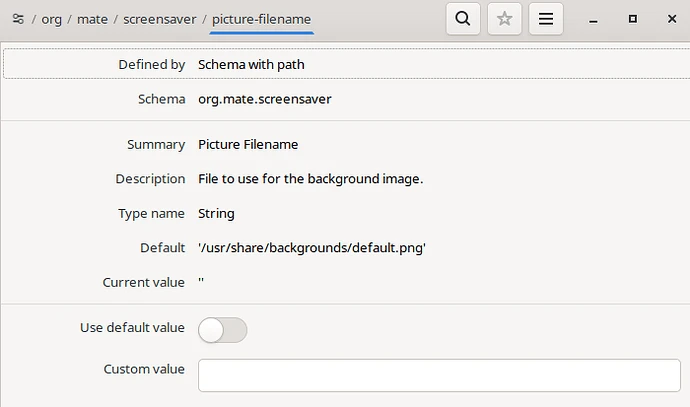 org / mate / screensaver / picture-filename
Defined by Schema with path
Schema org.mate.screensaver
Summary Picture Filename
Description File to use for the background image.
Type name String
Default '/usr/share/backgrounds/default.png'
Current value ''
Use default value
Custom value